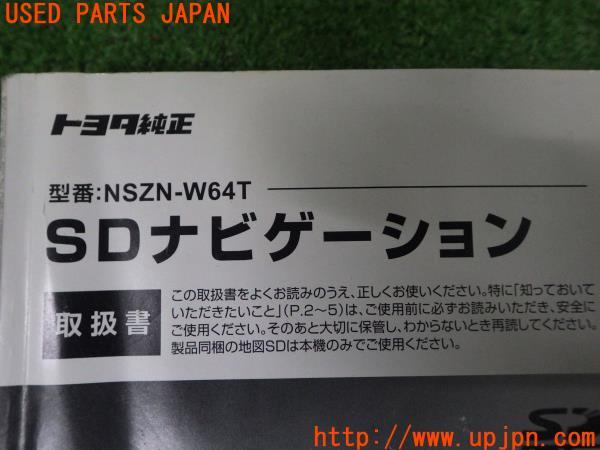 USED PARTS JAPAN
トヨタ純正
型番:NSZN-W64T
SDナビゲーション
取扱書
この取扱書をよくお読みのうえ、正しくお使いください。特に「知っておいて
いただきたいこと」(P.2～5)は、ご使用前に必ずお読みいただき、安全に
ご使用ください。そのあと大切に保管し、わからないとき再読してください。
製品同梱の地図SDは本機のみでご使用ください。
http://www.upjpn.com/